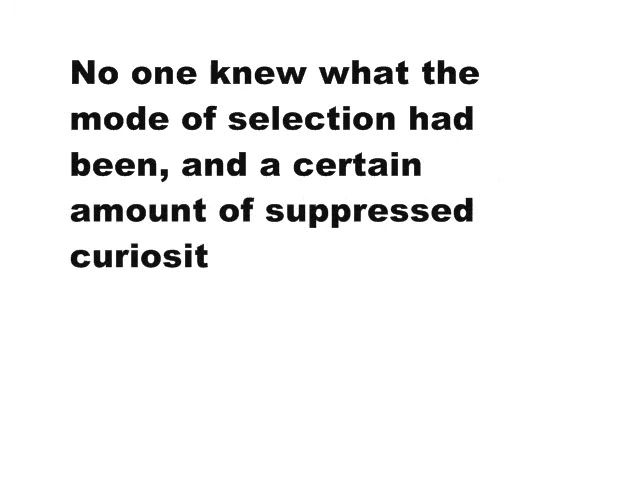 No one knew what the
mode of selection had
been, and a certain
amount of suppressed
curiosit